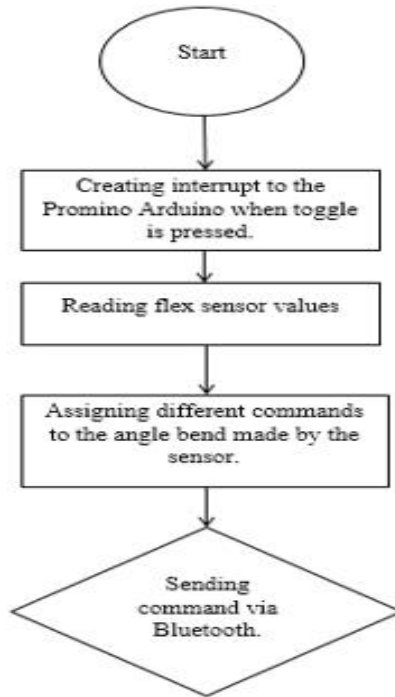 Start
Creating interrupt to the
Promino Arduino when toggle
is pressed.
Reading flex sensor values
Assigning different commands
to the angle bend made by the
sensor.
Sending
command via
Bluetooth.